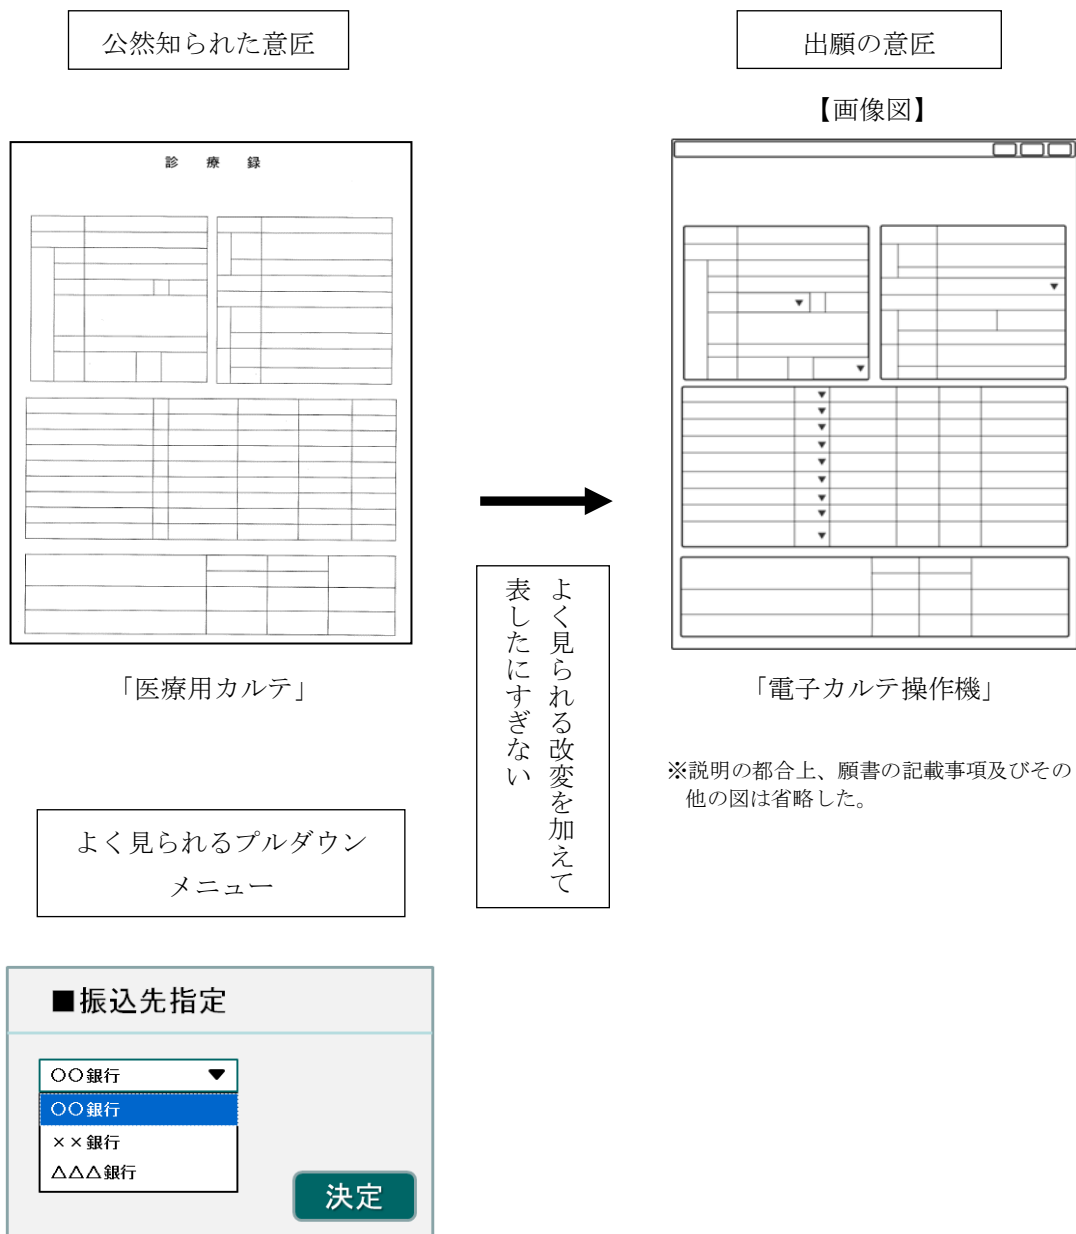 公然知られた意匠
出願の意匠
【画像図】
診 療 録
「医療用カルテ」
「電子カルテ操作機」
よく見られる改変を加えて
表したにすぎない
※説明の都合上、願書の記載事項及びその
他の図は省略した。
よく見られるプルダウン
メニュー
■振込先指定
○○銀行 ▼
○○銀行
××銀行
△△△銀行
決定